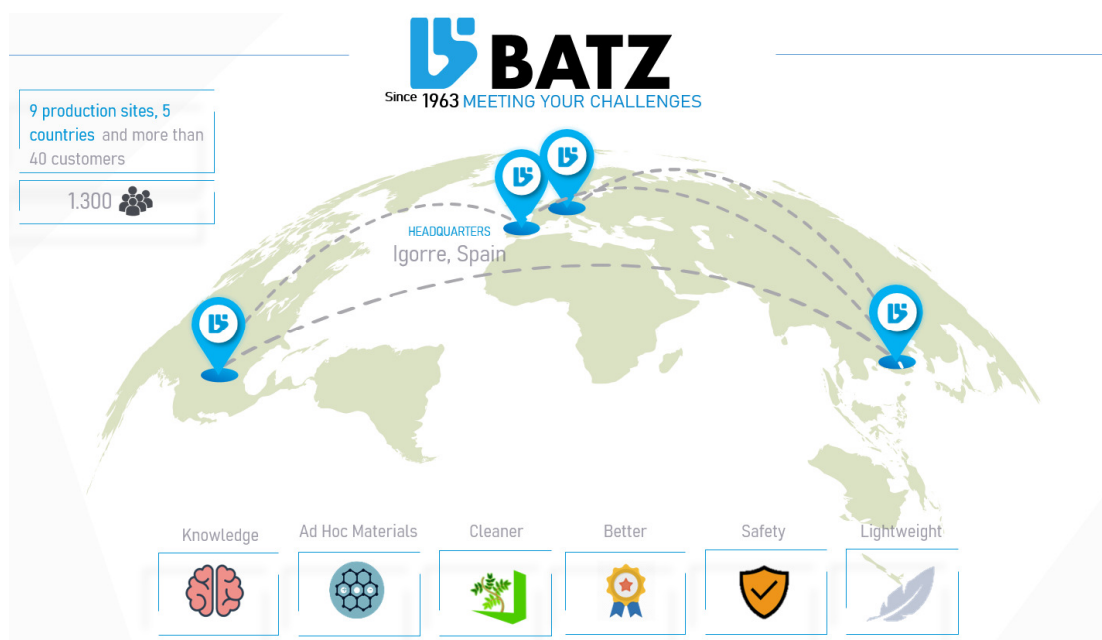 BATZ
Since 1963 MEETING YOUR CHALLENGES
9 production sites, 5
countries and more than
40 customers
1.300
HEADQUARTERS
Igorre, Spain
Knowledge
Ad Hoc Materials
Cleaner
Better
Safety
Lightweight